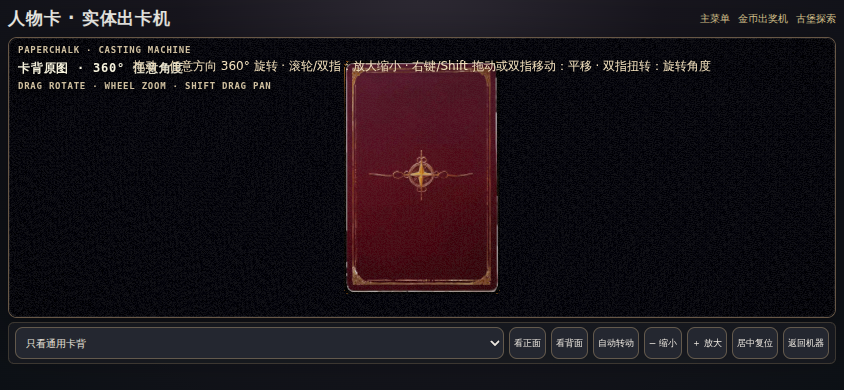 人物卡 · 实体出卡机
主菜单 金币出奖机 古堡探索
PAPERCHALK · CASTING MACHINE
卡背原图 · 360° 任意角度
意方向 360° 旋转 · 滚轮/双指：放大缩小 · 右键/Shift 拖动或双指移动：平移 · 双指扭转：旋转角度
DRAG ROTATE · WHEEL ZOOM · SHIFT DRAG PAN
只看通用卡背
看正面
看背面
自动转动
− 缩小
+ 放大
居中复位
返回机器